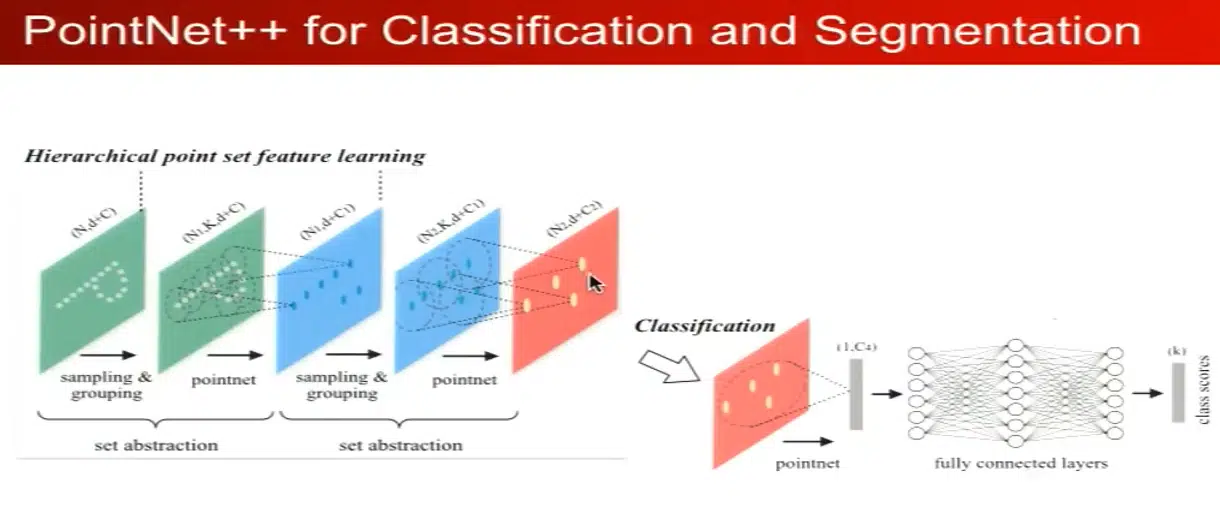 PointNet++ for Classification and Segmentation
Hierarchical point set feature learning
(N,d+C)
(N1,K,d+C)
(N1,d+C1)
(N2,K,d+C1)
(N2,d+C2)
sampling &
grouping
pointnet
sampling &
grouping
pointnet
set abstraction
set abstraction
Classification
(1,C4)
(k)
class scores
pointnet
fully connected layers